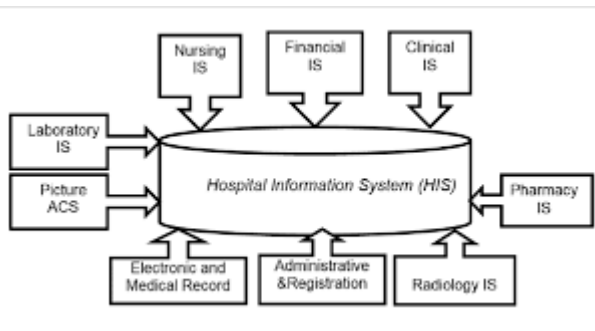 Nursing
IS
Financial
IS
Clinical
IS
Laboratory
IS
Picture
ACS
Hospital Information System (HIS)
Pharmacy
IS
Electronic and
Medical Record
Administrative
&Registration
Radiology IS